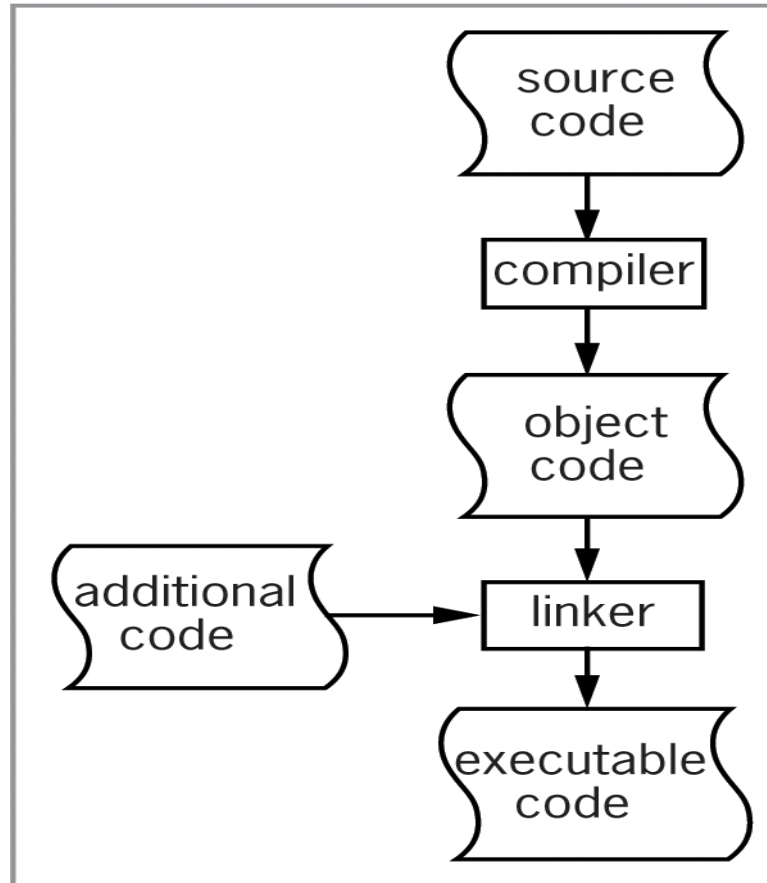 source
code
compiler
object
code
additional
code
linker
executable
code